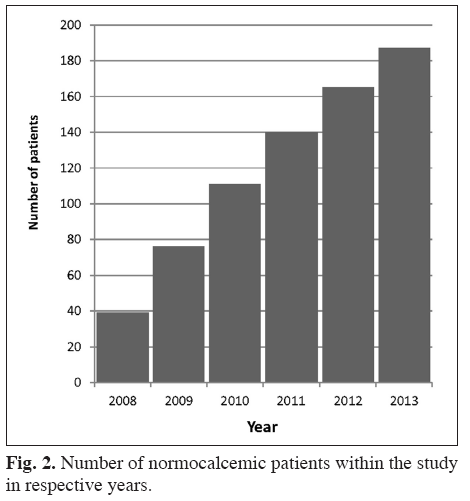 200
180
160
140
120
100
80
60
40
20
0
Number of patients
2008 2009 2010 2011 2012 2013
Year
Fig. 2. Number of normocalcemic patients within the study
in respective years.